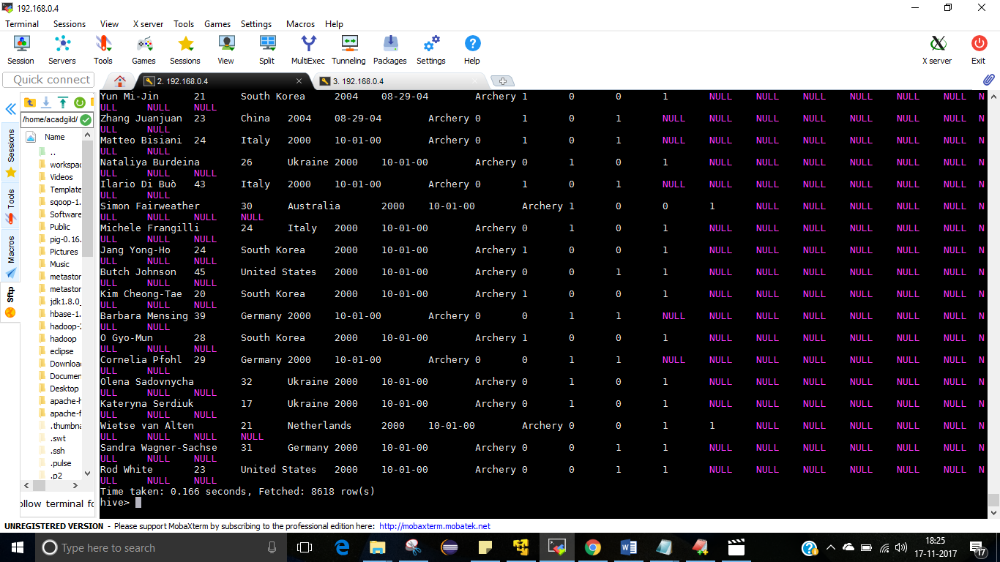 192.168.0.4
Terminal Sessions View X server Tools Games Settings Macros Help
Session Servers Tools Games Sessions View Split MultiExec Tunneling Packages Settings Help X server Exit
Quick connect 2. 192.168.0.4 3. 192.168.0.4
/home/acadgild/
Name
..
workspac
Videos
Template
sqoop-1.
Software
Public
pig-0.16.
Pictures
Music
metastor
metastor
jdk1.8.0_
hbase-1.
hadoop-2
hadoop
eclipse
Downloa
Documen
Desktop
apache-h
apache-f
.thumbna
.swt
.ssh
.pulse
.p2
Sessions
Tools
Macros
Sftp
ollow terminal fo
Yun Mi-Jin 21 South Korea 2004 08-29-04 Archery 1 0 0 1 NULL NULL NULL NULL NULL NULL N
ULL NULL NULL
Zhang Juanjuan 23 China 2004 08-29-04 Archery 0 1 0 1 NULL NULL NULL NULL NULL NULL NULL N
ULL NULL
Matteo Bisiani 24 Italy 2000 10-01-00 Archery 0 1 0 1 NULL NULL NULL NULL NULL NULL NULL N
ULL NULL
Nataliya Burdeina 26 Ukraine 2000 10-01-00 Archery 0 1 0 1 NULL NULL NULL NULL NULL NULL N
ULL NULL NULL
Ilario Di Buò 43 Italy 2000 10-01-00 Archery 0 1 0 1 NULL NULL NULL NULL NULL NULL NULL N
ULL NULL
Simon Fairweather 30 Australia 2000 10-01-00 Archery 1 0 0 1 NULL NULL NULL NULL NULL N
ULL NULL NULL NULL
Michele Frangilli 24 Italy 2000 10-01-00 Archery 0 1 0 1 NULL NULL NULL NULL NULL NULL N
ULL NULL NULL
Jang Yong-Ho 24 South Korea 2000 10-01-00 Archery 1 0 0 1 NULL NULL NULL NULL NULL NULL N
ULL NULL NULL
Butch Johnson 45 United States 2000 10-01-00 Archery 0 0 1 1 NULL NULL NULL NULL NULL NULL N
ULL NULL NULL
Kim Cheong-Tae 20 South Korea 2000 10-01-00 Archery 1 0 0 1 NULL NULL NULL NULL NULL NULL N
ULL NULL NULL
Barbara Mensing 39 Germany 2000 10-01-00 Archery 0 0 1 1 NULL NULL NULL NULL NULL NULL NULL N
ULL NULL
O Gyo-Mun 28 South Korea 2000 10-01-00 Archery 1 0 0 1 NULL NULL NULL NULL NULL NULL N
ULL NULL NULL
Cornelia Pfohl 29 Germany 2000 10-01-00 Archery 0 0 1 1 NULL NULL NULL NULL NULL NULL NULL N
ULL NULL
Olena Sadovnycha 32 Ukraine 2000 10-01-00 Archery 0 1 0 1 NULL NULL NULL NULL NULL NULL N
ULL NULL NULL
Kateryna Serdiuk 17 Ukraine 2000 10-01-00 Archery 0 1 0 1 NULL NULL NULL NULL NULL NULL N
ULL NULL NULL
Wietse van Alten 21 Netherlands 2000 10-01-00 Archery 0 0 1 1 NULL NULL NULL NULL NULL N
ULL NULL NULL NULL
Sandra Wagner-Sachse 31 Germany 2000 10-01-00 Archery 0 0 1 1 NULL NULL NULL NULL NULL NULL N
ULL NULL NULL
Rod White 23 United States 2000 10-01-00 Archery 0 0 1 1 NULL NULL NULL NULL NULL NULL N
ULL NULL NULL
Time taken: 0.166 seconds, Fetched: 8618 row(s)
hive>
UNREGISTERED VERSION - Please support MobaXterm by subscribing to the professional edition here: http://mobaxterm.mobatek.net
Type here to search
18:25
17-11-2017
17